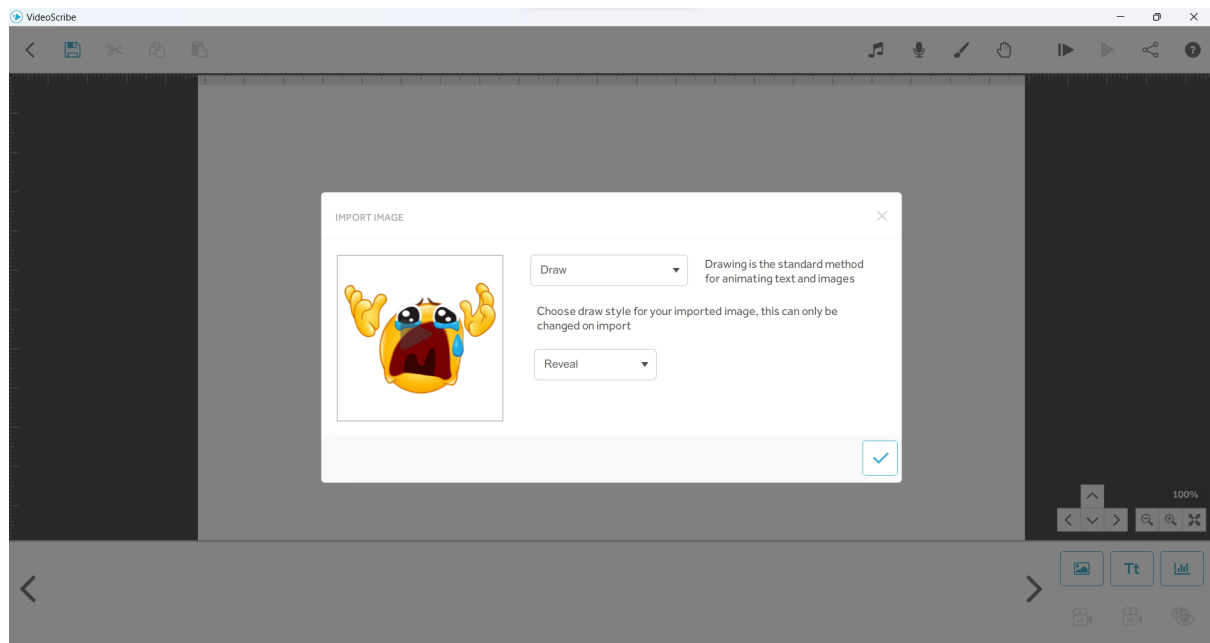 VideoScribe
IMPORT IMAGE
Draw
Drawing is the standard method
for animating text and images
Choose draw style for your imported image, this can only be
changed on import
Reveal
100%
Tt